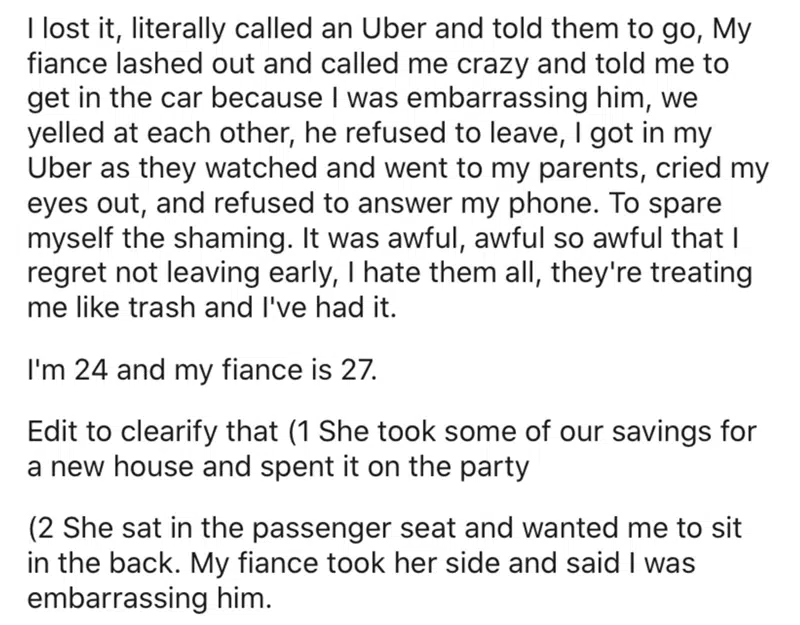 I lost it, literally called an Uber and told them to go, My
fiance lashed out and called me crazy and told me to
get in the car because I was embarrassing him, we
yelled at each other, he refused to leave, I got in my
Uber as they watched and went to my parents, cried my
eyes out, and refused to answer my phone. To spare
myself the shaming. It was awful, awful so awful that I
regret not leaving early, I hate them all, they're treating
me like trash and I've had it.
I'm 24 and my fiance is 27.
Edit to clearify that (1 She took some of our savings for
a new house and spent it on the party
(2 She sat in the passenger seat and wanted me to sit
in the back. My fiance took her side and said I was
embarrassing him.